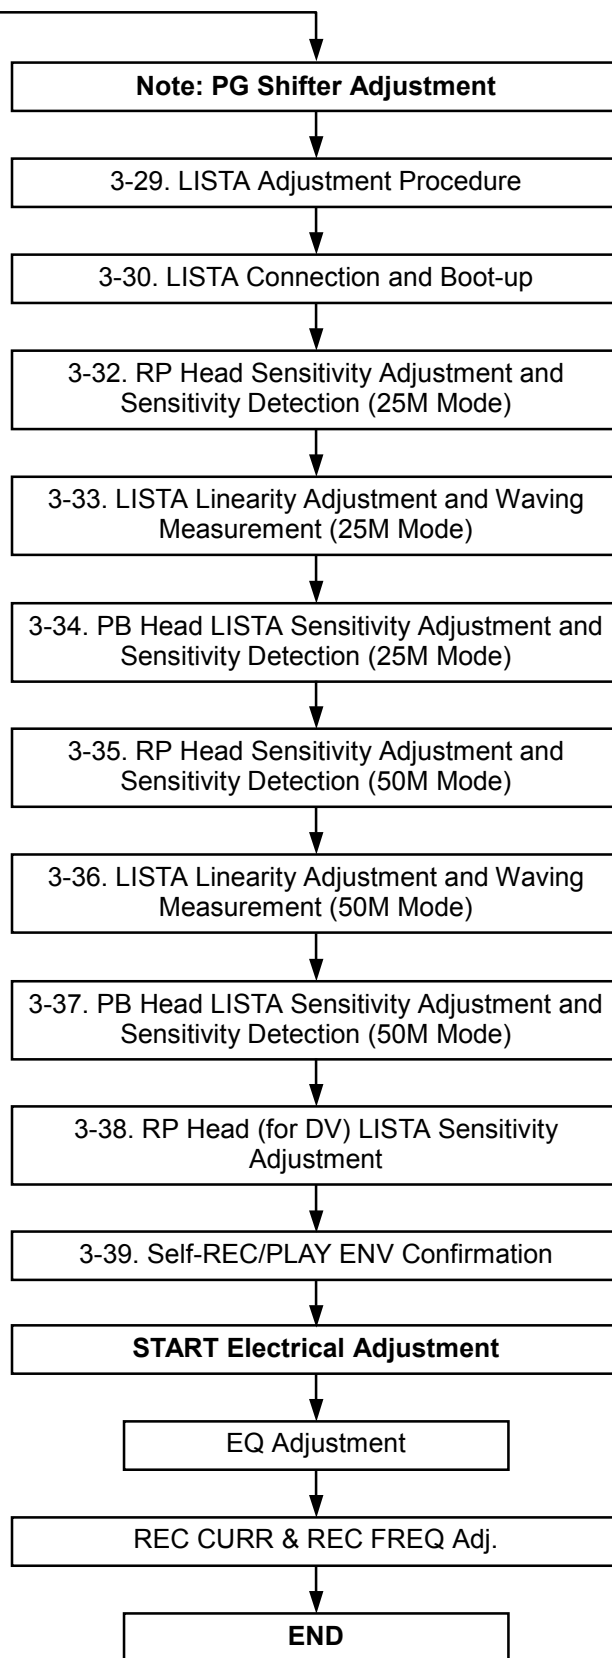 Note: PG Shifter Adjustment
3-29. LISTA Adjustment Procedure
3-30. LISTA Connection and Boot-up
3-32. RP Head Sensitivity Adjustment and
Sensitivity Detection (25M Mode)
3-33. LISTA Linearity Adjustment and Waving
Measurement (25M Mode)
3-34. PB Head LISTA Sensitivity Adjustment and
Sensitivity Detection (25M Mode)
3-35. RP Head Sensitivity Adjustment and
Sensitivity Detection (50M Mode)
3-36. LISTA Linearity Adjustment and Waving
Measurement (50M Mode)
3-37. PB Head LISTA Sensitivity Adjustment and
Sensitivity Detection (50M Mode)
3-38. RP Head (for DV) LISTA Sensitivity
Adjustment
3-39. Self-REC/PLAY ENV Confirmation
START Electrical Adjustment
EQ Adjustment
REC CURR & REC FREQ Adj.
END